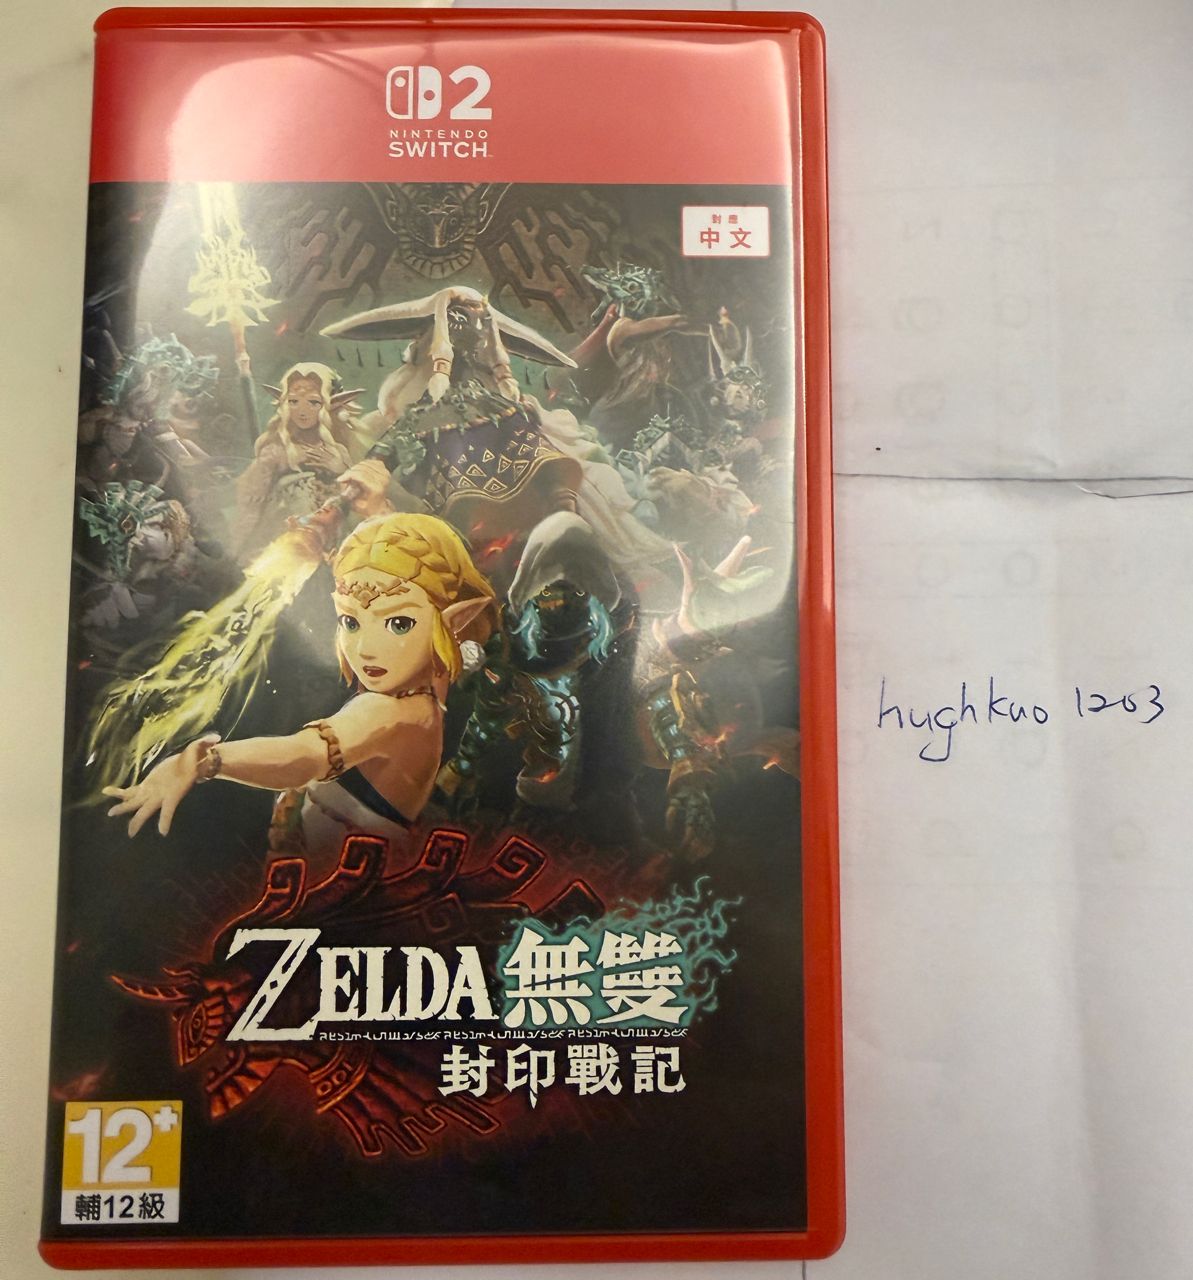 2
NINTENDO
SWITCH
對應
中文
hughkuo 1203
ZELDA無雙
封印戰記
12+
輔12級